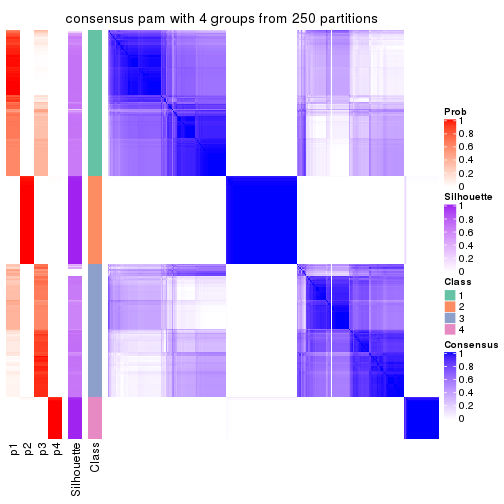 consensus pam with 4 groups from 250 partitions
Prob
1
0.8
0.6
0.4
0.2
0
Silhouette
1
0.8
0.6
0.4
0.2
0
Class
1
2
3
4
Consensus
1
0.8
0.6
0.4
0.2
0
p1
p2
p3
p4
Silhouette
Class